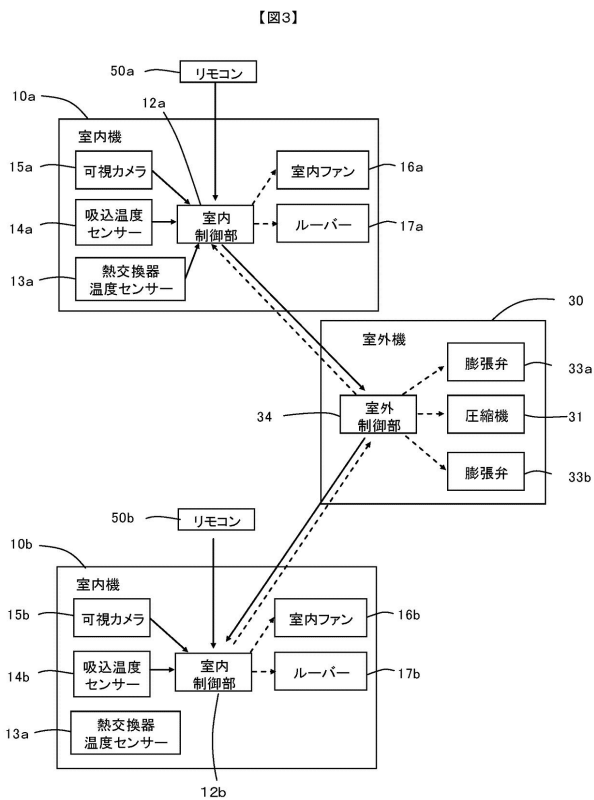 【図3】
50a
リモコン
10a
12a
室内機
15a
可視カメラ
室内ファン
16a
14a
吸込温度
センサー
室内
制御部
ルーバー
17a
13a
熱交換器
温度センサー
30
室外機
膨張弁
33a
34
室外
制御部
圧縮機
31
膨張弁
33b
50b
リモコン
10b
室内機
15b
可視カメラ
室内ファン
16b
14b
吸込温度
センサー
室内
制御部
ルーバー
17b
13a
熱交換器
温度センサー
12b